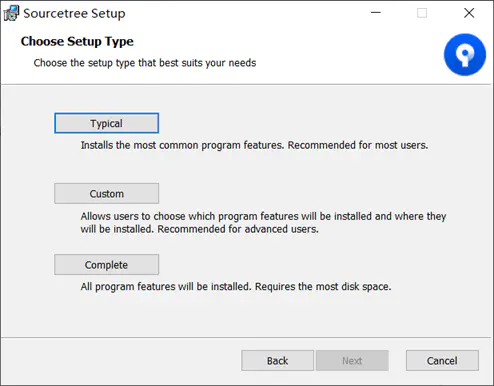 Sourcetree Setup
Choose Setup Type
Choose the setup type that best suits your needs
Typical
Installs the most common program features. Recommended for most users.
Custom
Allows users to choose which program features will be installed and where they
will be installed. Recommended for advanced users.
Complete
All program features will be installed. Requires the most disk space.
Back
Next
Cancel